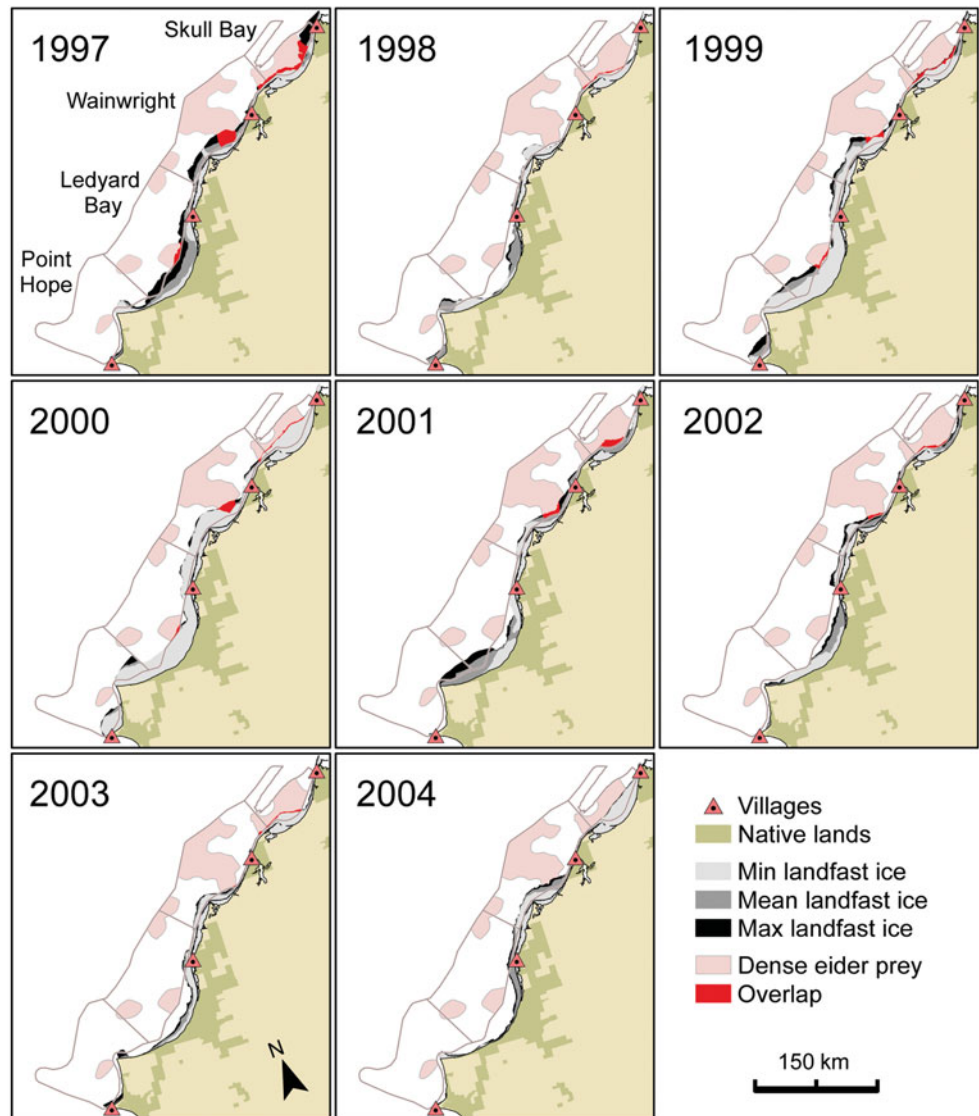 1997
Skull Bay
Wainwright
Ledyard
Bay
Point
Hope
1998
1999
2000
2001
2002
2003
N
2004
Villages
Native lands
Min landfast ice
Mean landfast ice
Max landfast ice
Dense eider prey
Overlap
150 km